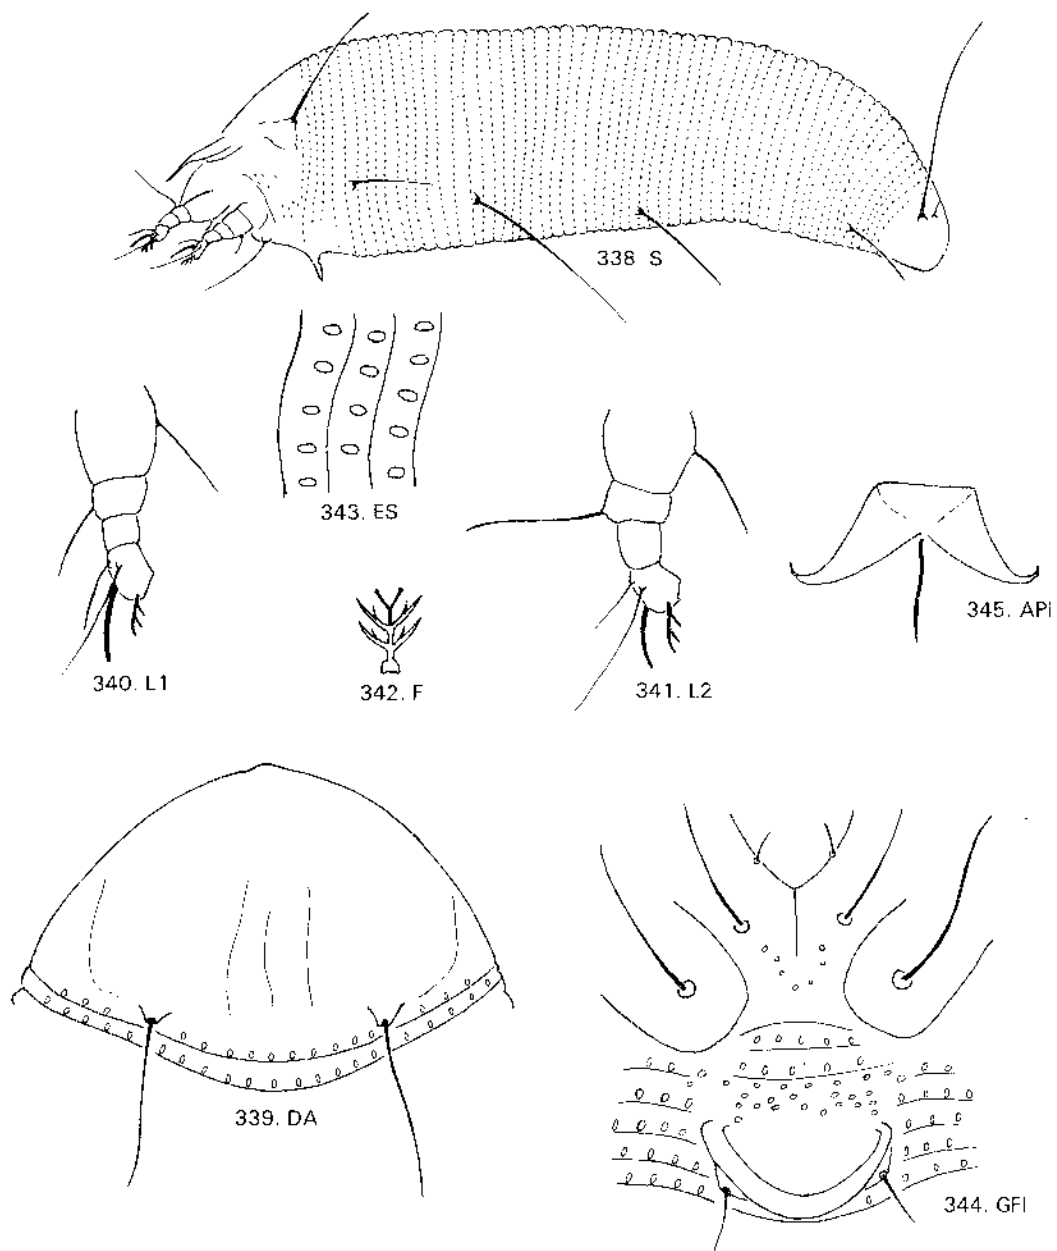 338 S
343. ES
345. APi
340. L1
342. F
341. L2
339. DA
344. GFI